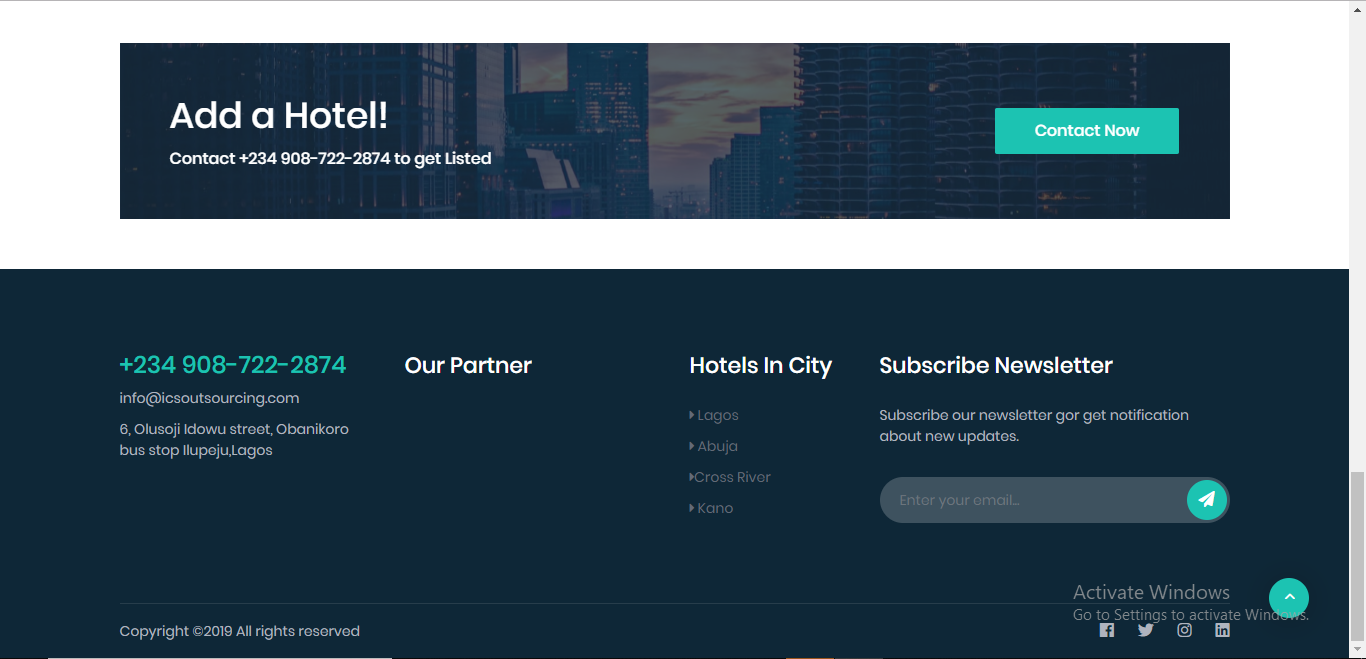 Add a Hotel!
Contact +234 908-722-2874 to get Listed
Contact Now
+234 908-722-2874
info@icsoutsourcing.com
6, Olusoji Idowu street, Obanikoro
bus stop Ilupeju,Lagos
Our Partner
Hotels In City
Lagos
Abuja
Cross River
Kano
Subscribe Newsletter
Subscribe our newsletter gor get notification
about new updates.
Enter your email...
Activate Windows
Go to Settings to activate Windows.
Copyright ©2019 All rights reserved